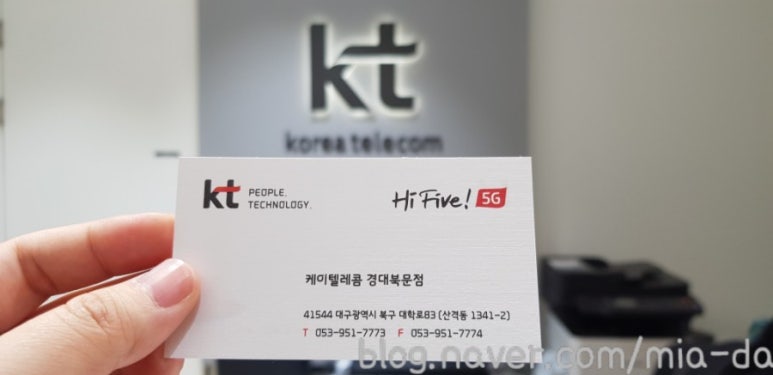 kt
korea telecom
kt PEOPLE.
TECHNOLOGY.
Hi Five! 5G
케이텔레콤 경대북문점
41544 대구광역시 북구 대학로83 (산격동 1341-2)
T 053-951-7773 F 053-951-7774
blog.naver.com/mia-da